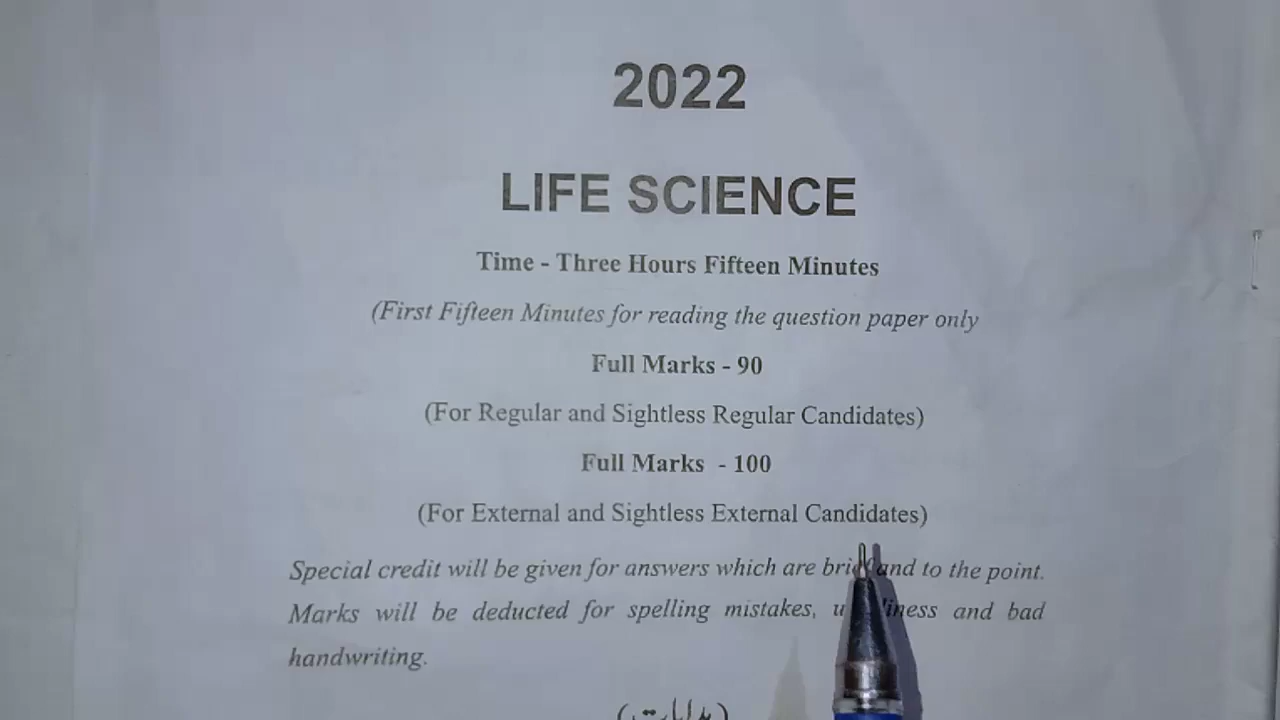 2022
LIFE SCIENCE
Time - Three Hours Fifteen Minutes
(First Fifteen Minutes for reading the question paper only
Full Marks - 90
(For Regular and Sightless Regular Candidates)
Full Marks - 100
(For External and Sightless External Candidates)
Special credit will be given for answers which are brief and to the point.
Marks will be deducted for spelling mistakes, and bad
handwriting.
(ہدایات)